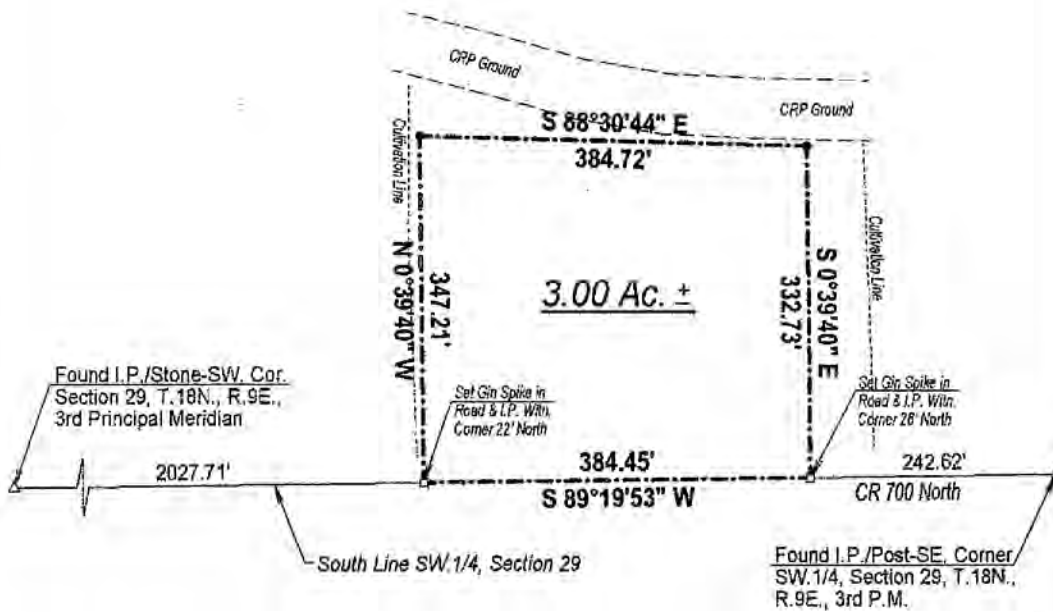 CRP Ground
CRP Ground
S 88°30'44" E
384.72'
Cultivation Line
N 0°39'40" W
347.21'
3.00 Ac. ±
332.73'
S 0°39'40" E
Cultivation Line
Found I.P./Stone-SW. Cor.
Section 29, T.18N., R.9E.,
3rd Principal Meridian
Set Gin Spike in
Road & I.P. Witn.
Corner 22' North
Set Gin Spike in
Road & I.P. Witn.
Corner 28' North
2027.71'
384.45'
S 89°19'53" W
242.62'
CR 700 North
South Line SW.1/4, Section 29
Found I.P./Post-SE. Corner
SW.1/4, Section 29, T.18N.,
R.9E., 3rd P.M.